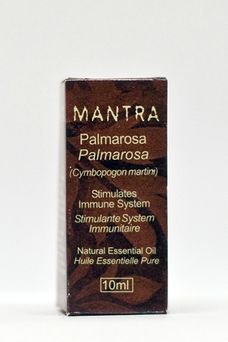 MANTRA
Palmarosa
Palmarosa
(Cymbopogon martini)
Stimulates
Immune System
Stimulante System
Immunitaire
Natural Essential Oil
Huile Essentielle Pure
10ml